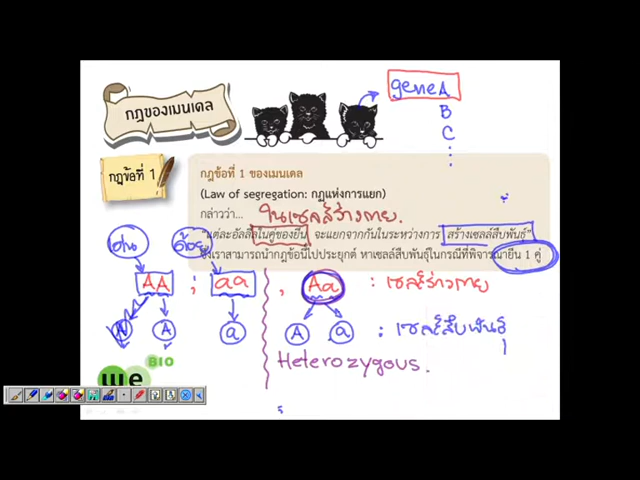 กฎของเมนเดล
geneA
B
C
กฎข้อที่ 1
กฎข้อที่ 1 ของเมนเดล
(Law of segregation: กฎแห่งการแยก)
กล่าวว่า... ในเซลล์ร่างกาย.
"แต่ละอัลลีลในคู่ของยีน จะแยกจากกันในระหว่างการ สร้างเซลล์สืบพันธุ์"
ซึ่งเราสามารถนำกฎข้อนี้ไปประยุกต์ หาเซลล์สืบพันธุ์ในกรณีที่พิจารณายีน 1 คู่
เด่น ด้อย
AA ; aa , Aa : เซลล์ร่างกาย
A A a A a : เซลล์สืบพันธุ์
Heterozygous.
we BIO